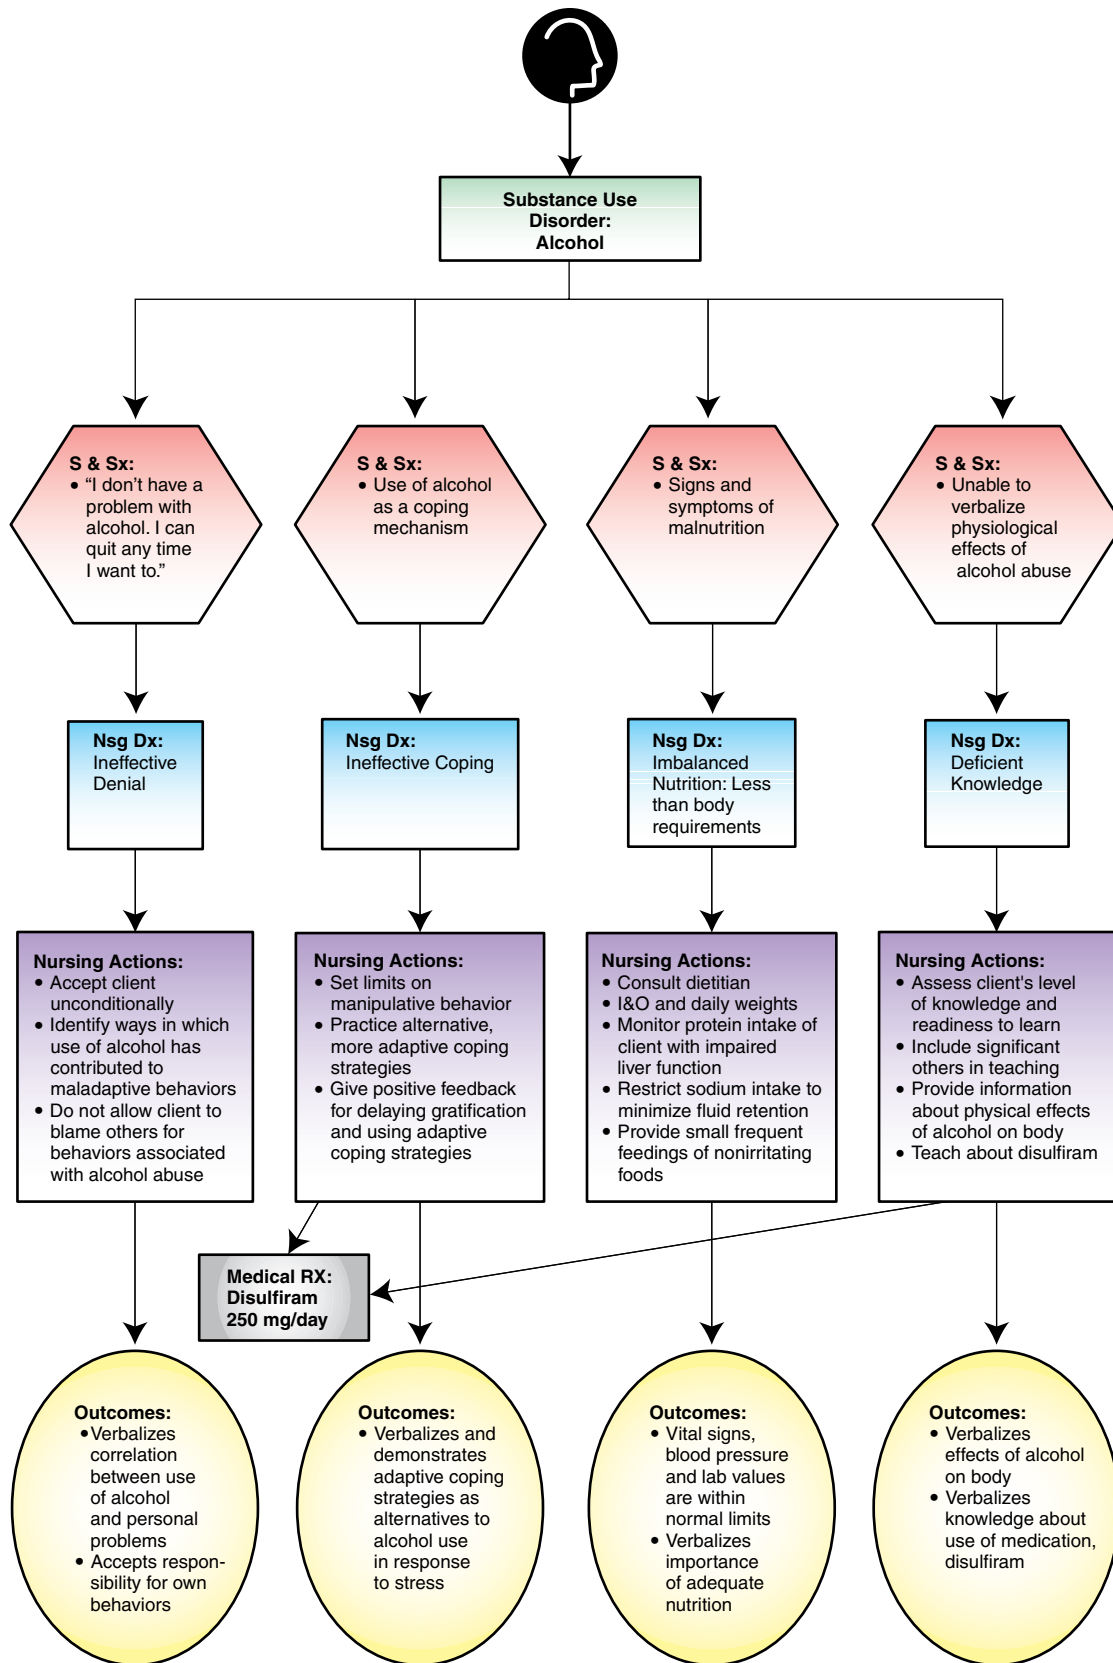 Substance Use
Disorder:
Alcohol
S & Sx:
• “I don't have a
problem with
alcohol. I can
quit any time
I want to.”
S & Sx:
• Use of alcohol
as a coping
mechanism
S & Sx:
• Signs and
symptoms of
malnutrition
S & Sx:
• Unable to
verbalize
physiological
effects of
alcohol abuse
Nsg Dx:
Ineffective
Denial
Nsg Dx:
Ineffective Coping
Nsg Dx:
Imbalanced
Nutrition: Less
than body
requirements
Nsg Dx:
Deficient
Knowledge
Nursing Actions:
• Accept client
unconditionally
• Identify ways in which
use of alcohol has
contributed to
maladaptive behaviors
• Do not allow client to
blame others for
behaviors associated
with alcohol abuse
Nursing Actions:
• Set limits on
manipulative behavior
• Practice alternative,
more adaptive coping
strategies
• Give positive feedback
for delaying gratification
and using adaptive
coping strategies
Nursing Actions:
• Consult dietitian
• I&O and daily weights
• Monitor protein intake of
client with impaired
liver function
• Restrict sodium intake to
minimize fluid retention
• Provide small frequent
feedings of nonirritating
foods
Nursing Actions:
• Assess client's level
of knowledge and
readiness to learn
• Include significant
others in teaching
• Provide information
about physical effects
of alcohol on body
• Teach about disulfiram
Medical RX:
Disulfiram
250 mg/day
Outcomes:
• Verbalizes
correlation
between use
of alcohol
and personal
problems
• Accepts respon-
sibility for own
behaviors
Outcomes:
• Verbalizes and
demonstrates
adaptive coping
strategies as
alternatives to
alcohol use
in response
to stress
Outcomes:
• Vital signs,
blood pressure
and lab values
are within
normal limits
• Verbalizes
importance
of adequate
nutrition
Outcomes:
• Verbalizes
effects of alcohol
on body
• Verbalizes
knowledge about
use of medication,
disulfiram